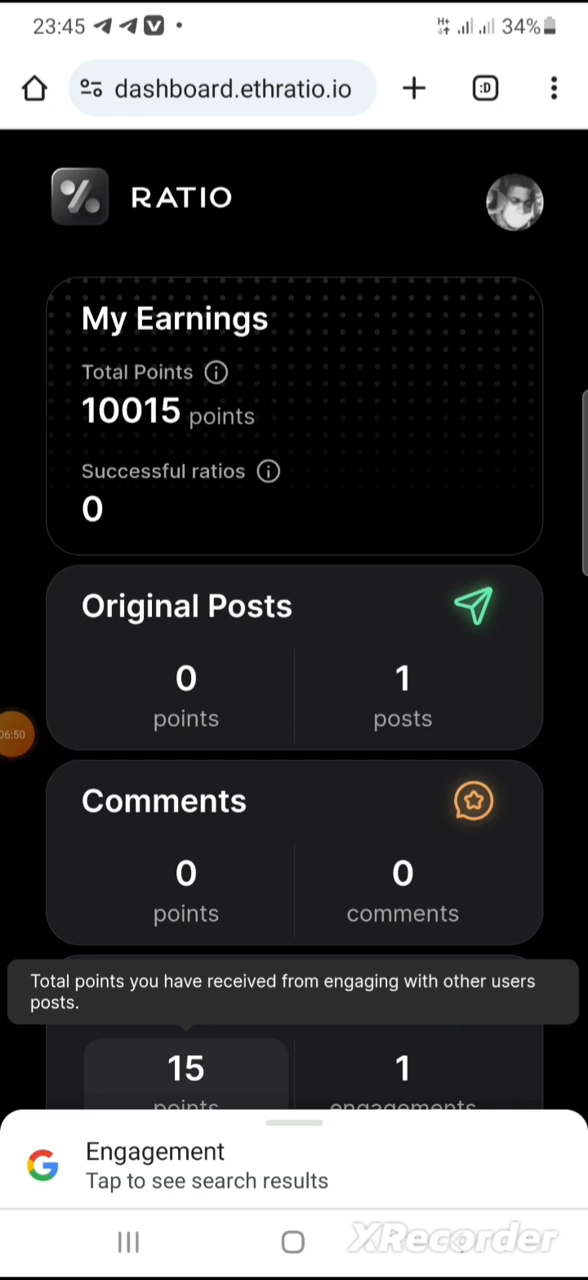 23:45 34%
dashboard.ethratio.io :D
RATIO
My Earnings
Total Points
10015 points
Successful ratios
0
Original Posts
0 1
points posts
Comments
0 0
points comments
06:50
Total points you have received from engaging with other users
posts.
15 1
points engagements
Engagement
Tap to see search results
XRecorder